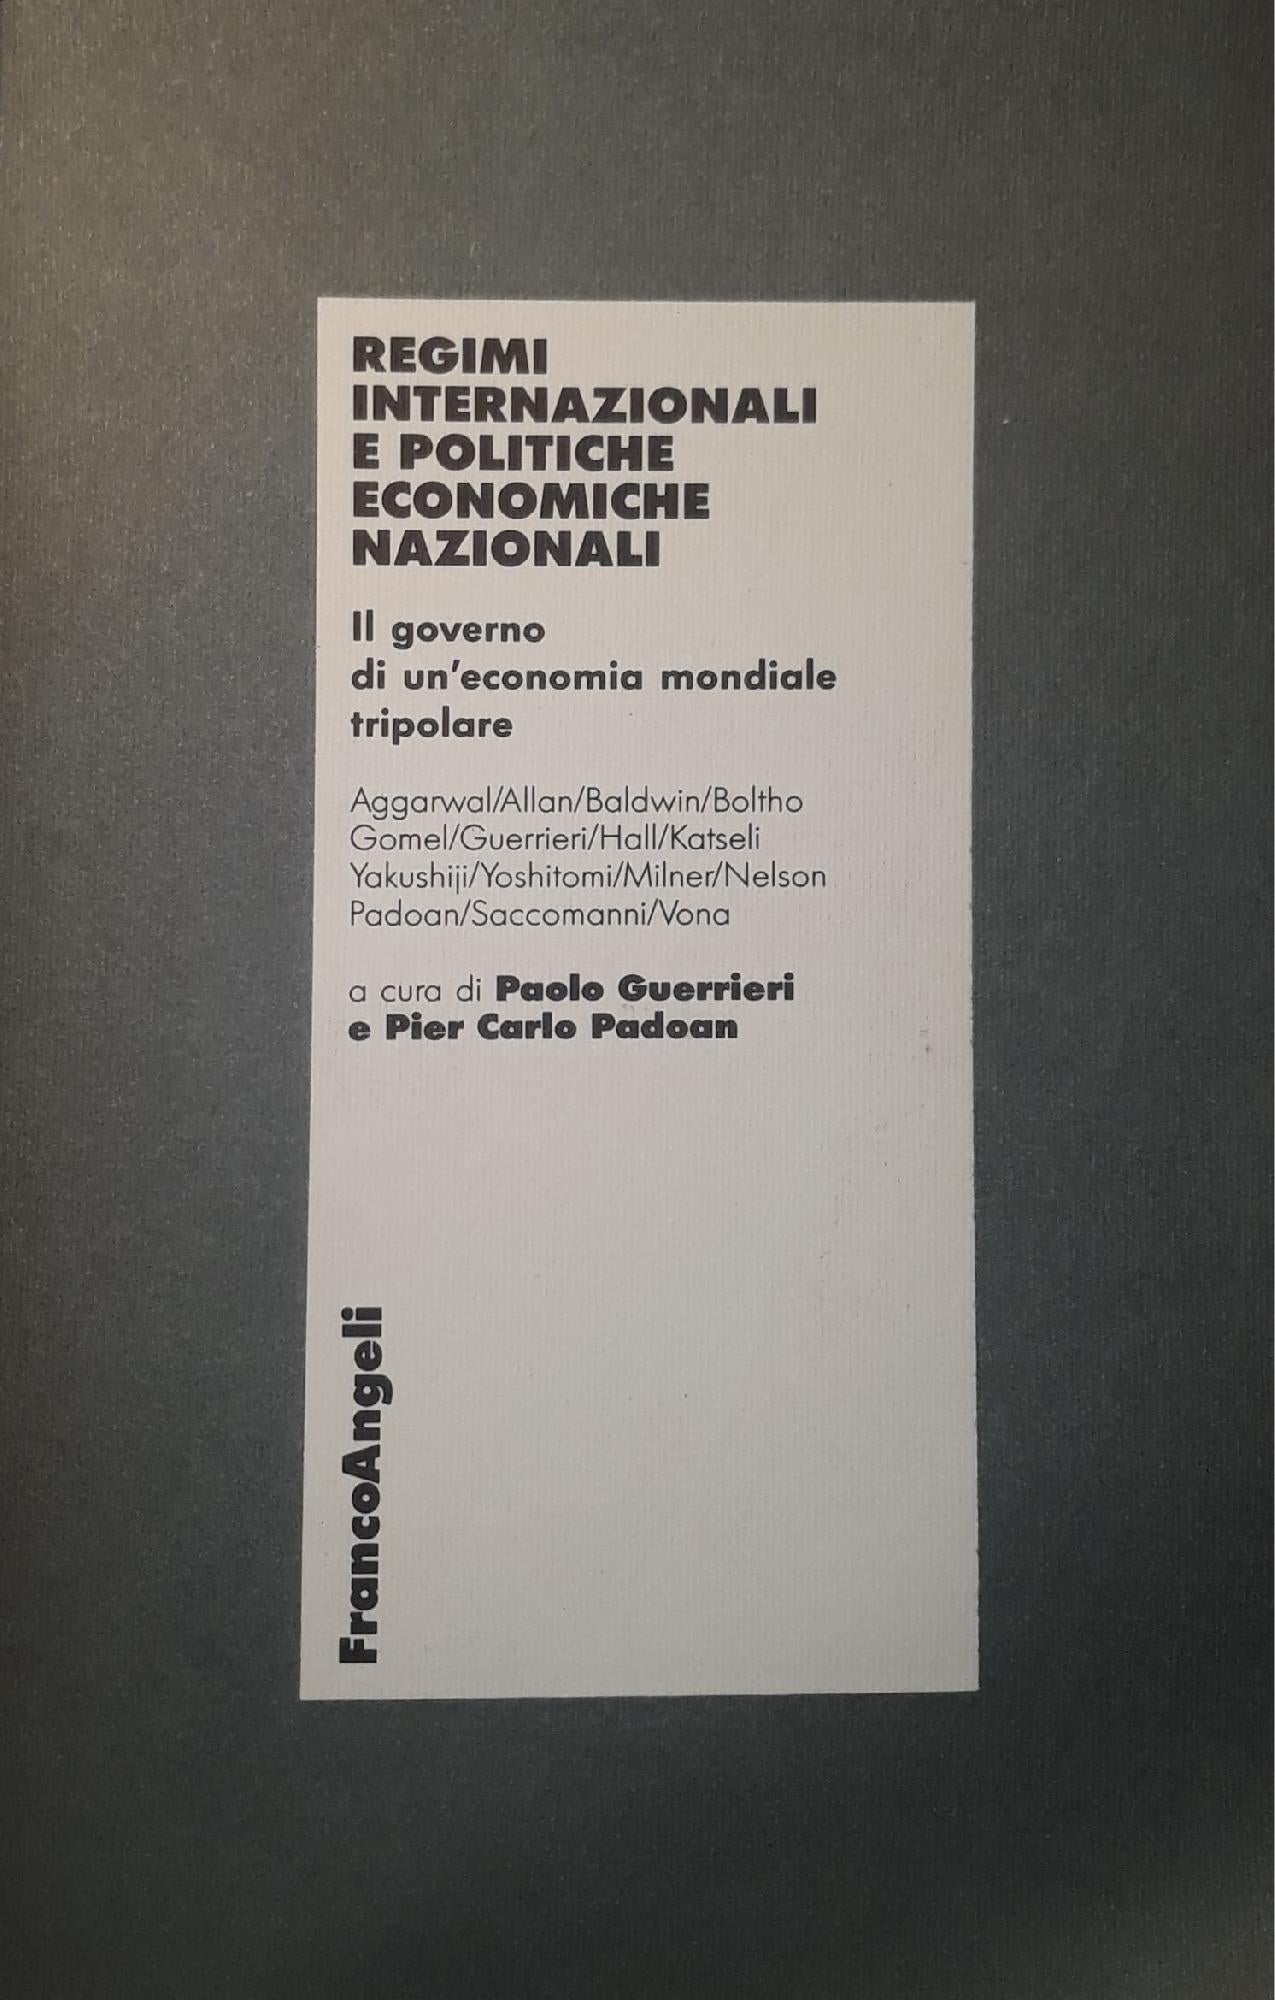 REGIMI
INTERNAZIONALI
E POLITICHE
ECONOMICHE
NAZIONALI
Il governo
di un'economia mondiale
tripolare
Aggarwal/Allan/Baldwin/Boltho
Gomel/Guerrieri/Hall/Katseli
Yakushiji/Yoshitomi/Milner/Nelson
Padoan/Saccomanni/Vona
a cura di Paolo Guerrieri
e Pier Carlo Padoan
FrancoAngeli